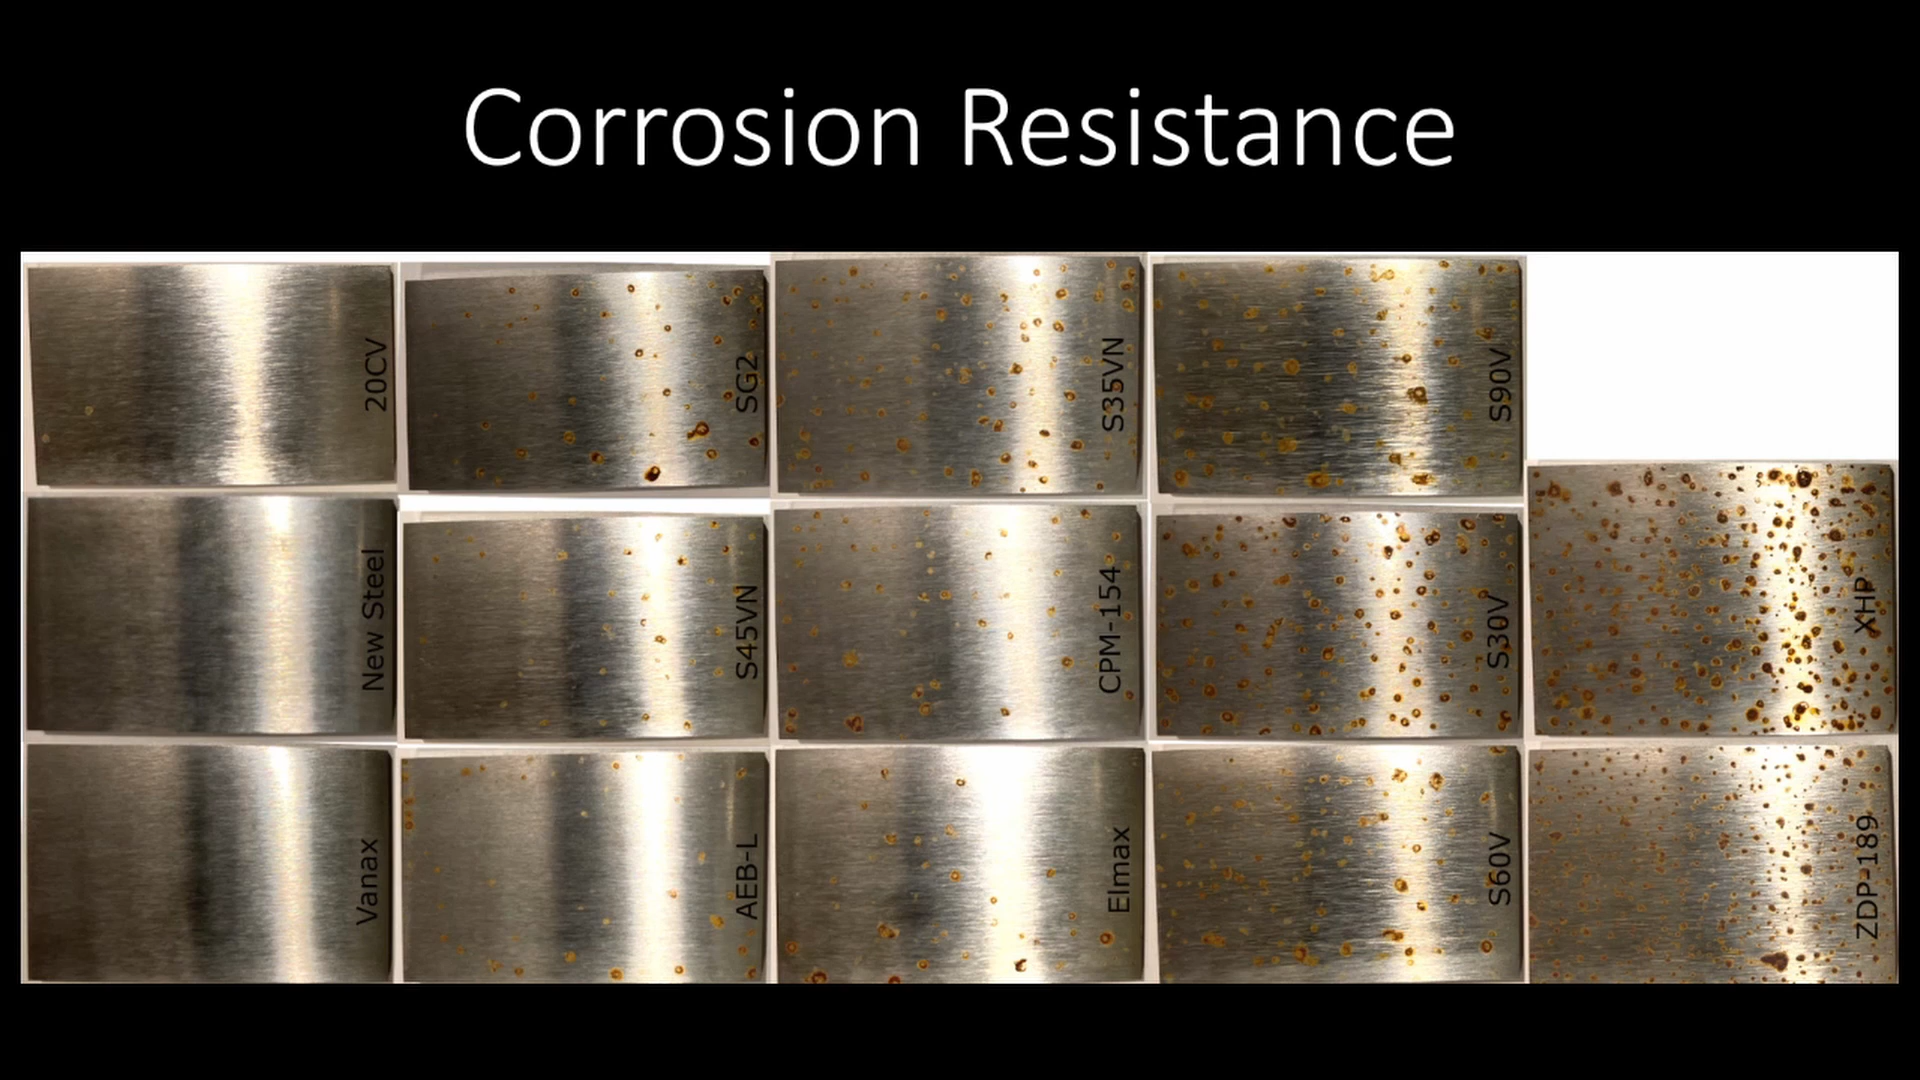 Corrosion Resistance
20CV
SG2
S35VN
S90V
New Steel
S45VN
CPM-154
S30V
XHP
Vanax
AEB-L
Elmax
S60V
ZDP-189